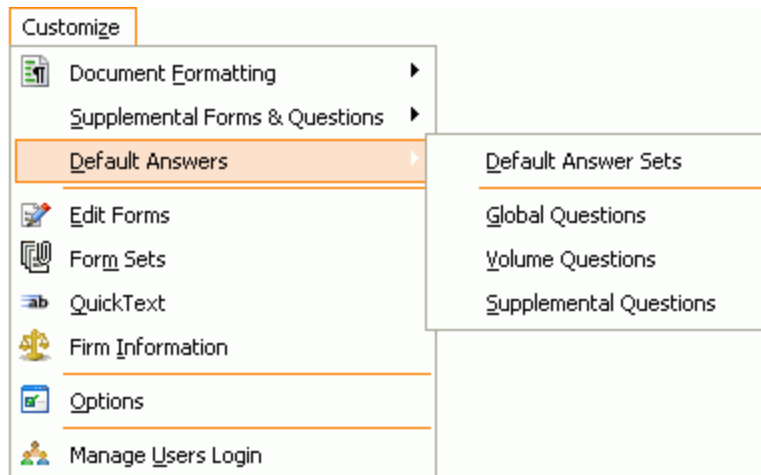 Customize
Document Formatting
Supplemental Forms & Questions
Default Answers
Default Answer Sets
Edit Forms
Global Questions
Form Sets
Volume Questions
QuickText
Supplemental Questions
Firm Information
Options
Manage Users Login